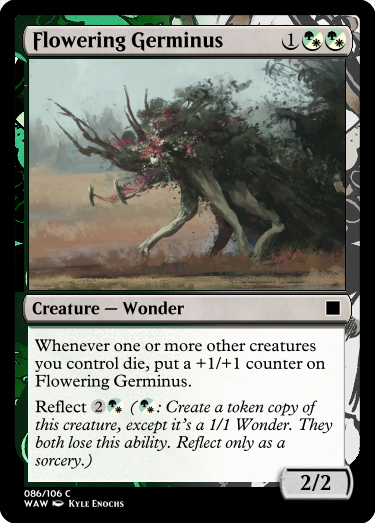 Flowering Germinus 1
Creature — Wonder
Whenever one or more other creatures
you control die, put a +1/+1 counter on
Flowering Germinus.
Reflect 2 ( : Create a token copy of
this creature, except it's a 1/1 Wonder. They
both lose this ability. Reflect only as a
sorcery.)
2/2
086/106 C
WAW Kyle Enochs